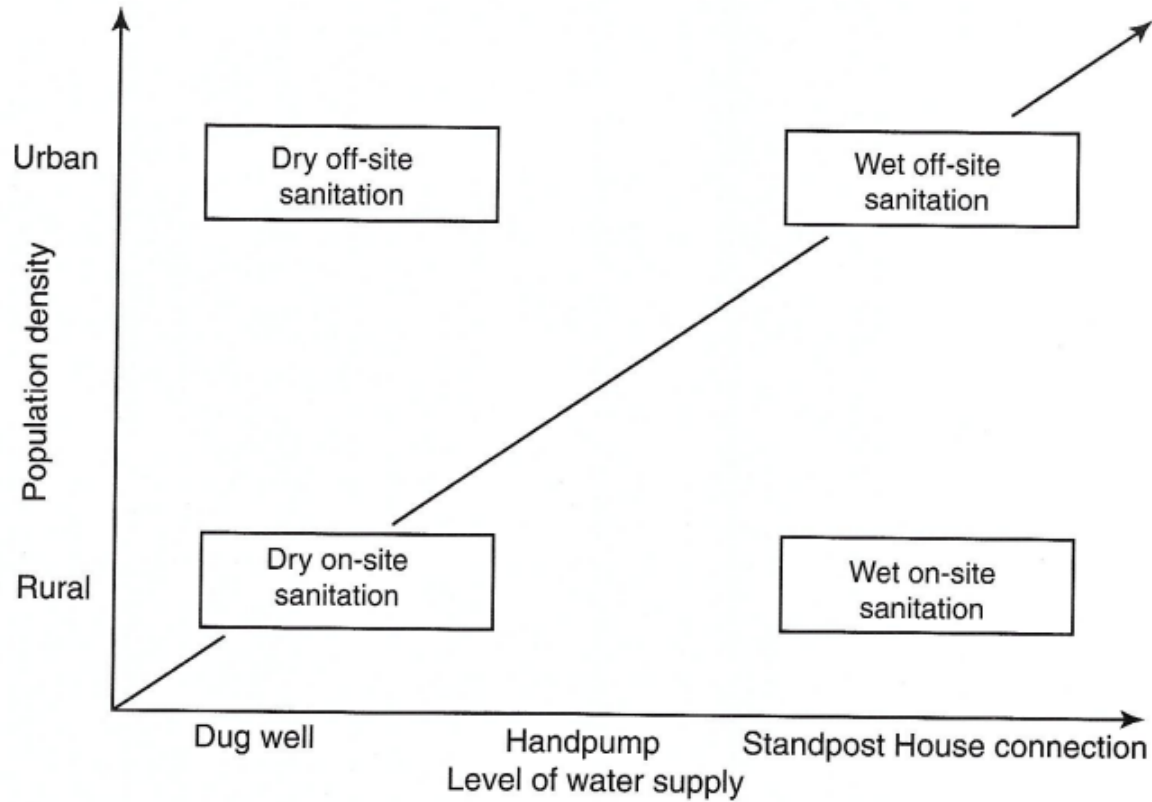 Urban
Dry off-site
sanitation
Wet off-site
sanitation
Population density
Rural
Dry on-site
sanitation
Wet on-site
sanitation
Dug well
Handpump
Standpost House connection
Level of water supply